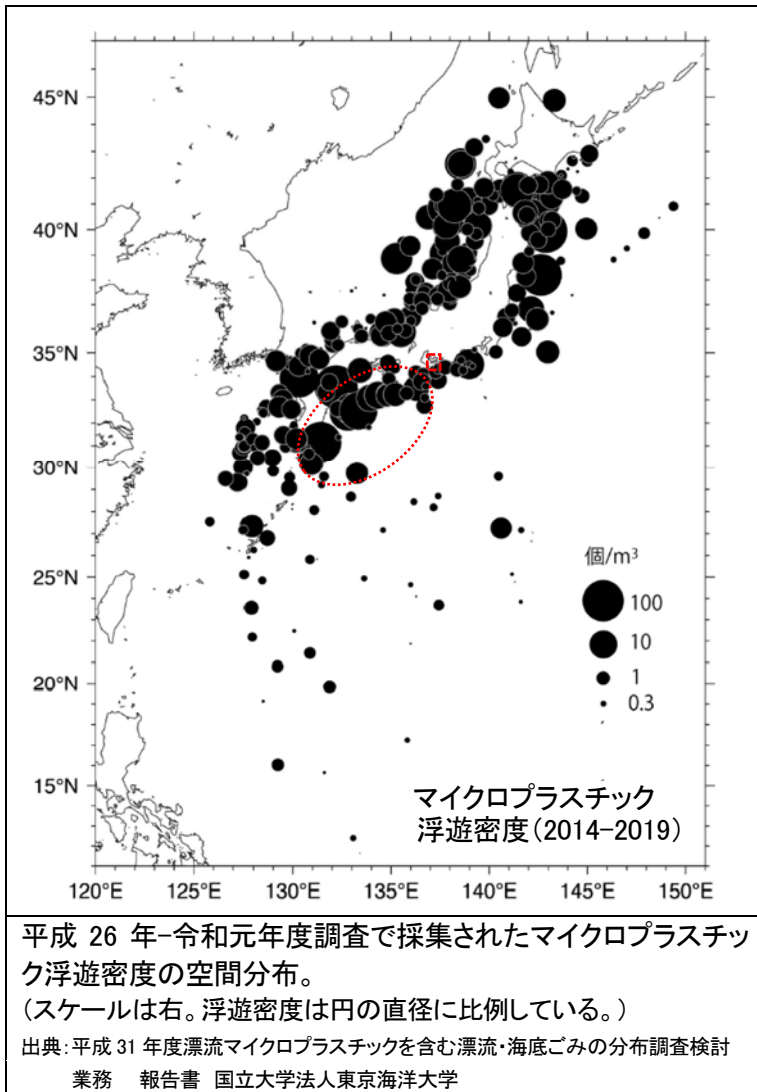 45°N
40°N
35°N
30°N
25°N
20°N
15°N
個/m³
100
10
1
0.3
マイクロプラスチック
浮遊密度(2014-2019)
120°E 125°E 130°E 135°E 140°E 145°E 150°E
平成 26 年-令和元年度調査で採集されたマイクロプラスチッ
ク浮遊密度の空間分布。
(スケールは右。浮遊密度は円の直径に比例している。)
出典:平成 31 年度漂流マイクロプラスチックを含む漂流・海底ごみの分布調査検討
業務 報告書 国立大学法人東京海洋大学